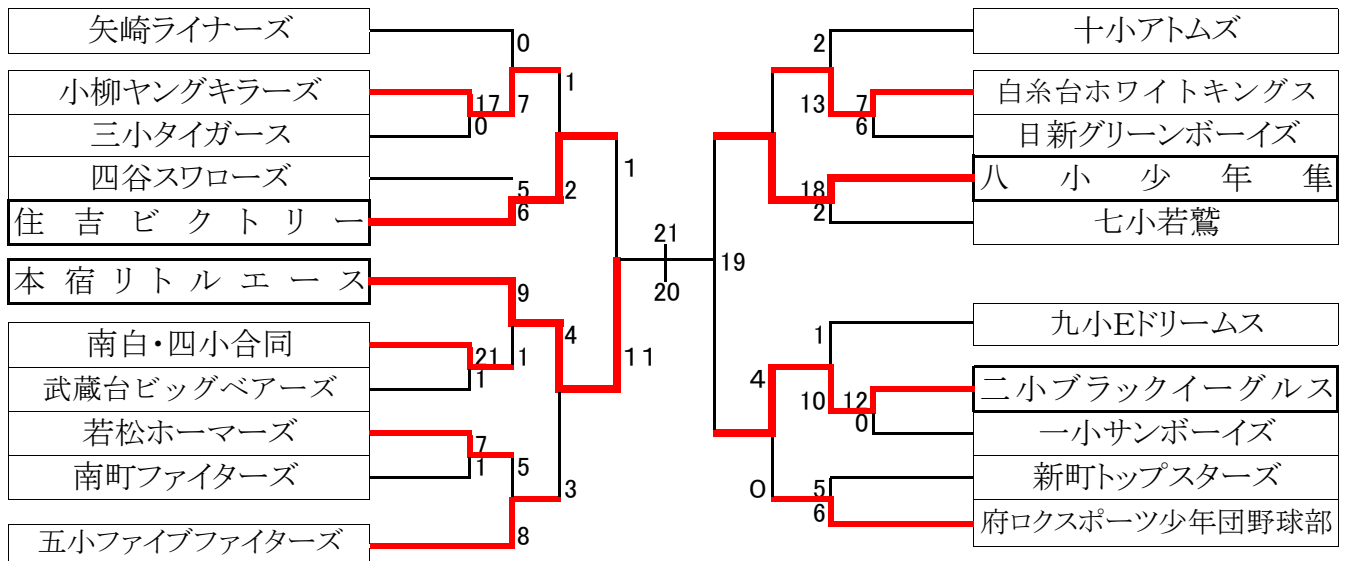 矢崎ライナーズ
0
小柳ヤングキラーズ
17
7
1
三小タイガース
0
四谷スワローズ
5
2
1
住吉ビクトリー
6
本宿リトルエース
9
4
南白・四小合同
21
1
11
武蔵台ビッグベアーズ
1
若松ホーマーズ
7
5
3
南町ファイターズ
1
五小ファイブファイターズ
8
21
20
十小アトムズ
2
白糸台ホワイトキングス
7
13
日新グリーンボーイズ
6
八小少年隼
18
七小若鷲
2
19
九小Eドリームス
1
4
二小ブラックイーグルス
12
10
一小サンボーイズ
0
新町トップスターズ
5
0
府ロクスポーツ少年団野球部
6